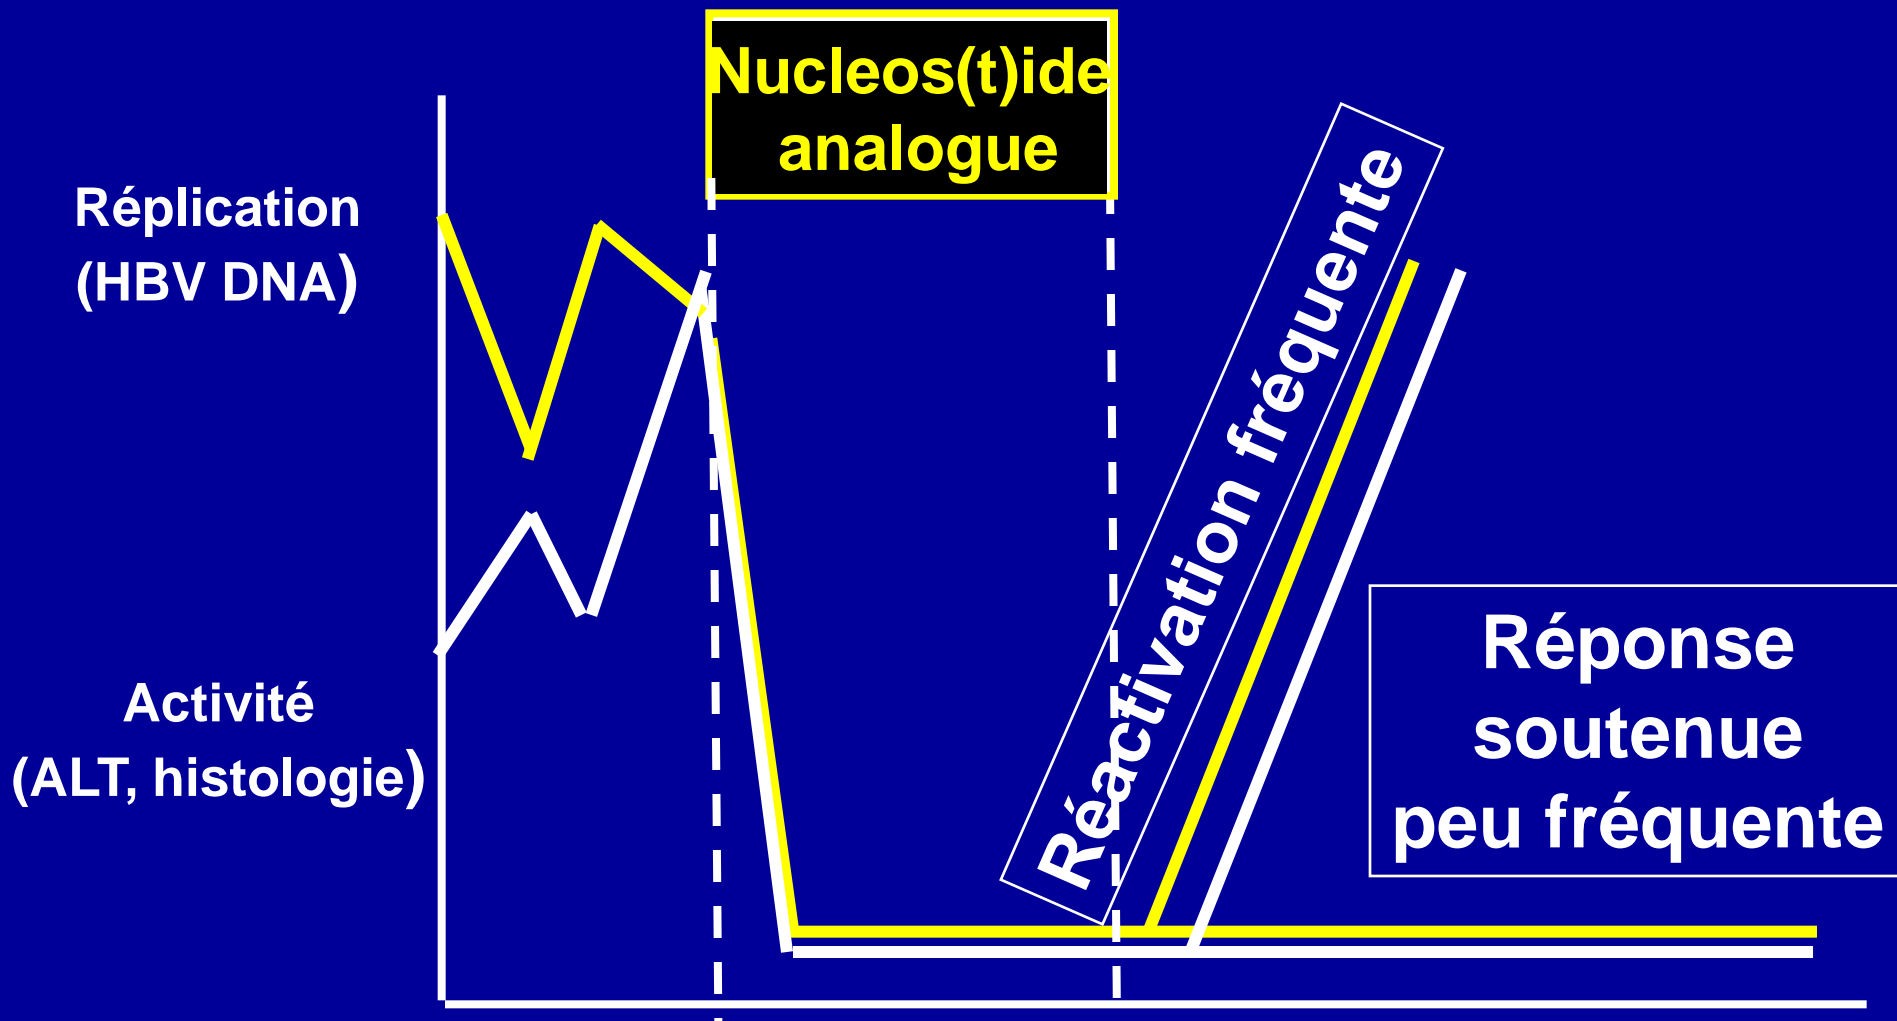 Nucleos(t)ide
analogue
Réplication
(HBV DNA)
Réactivation fréquente
Réponse
soutenue
peu fréquente
Activité
(ALT, histologie)